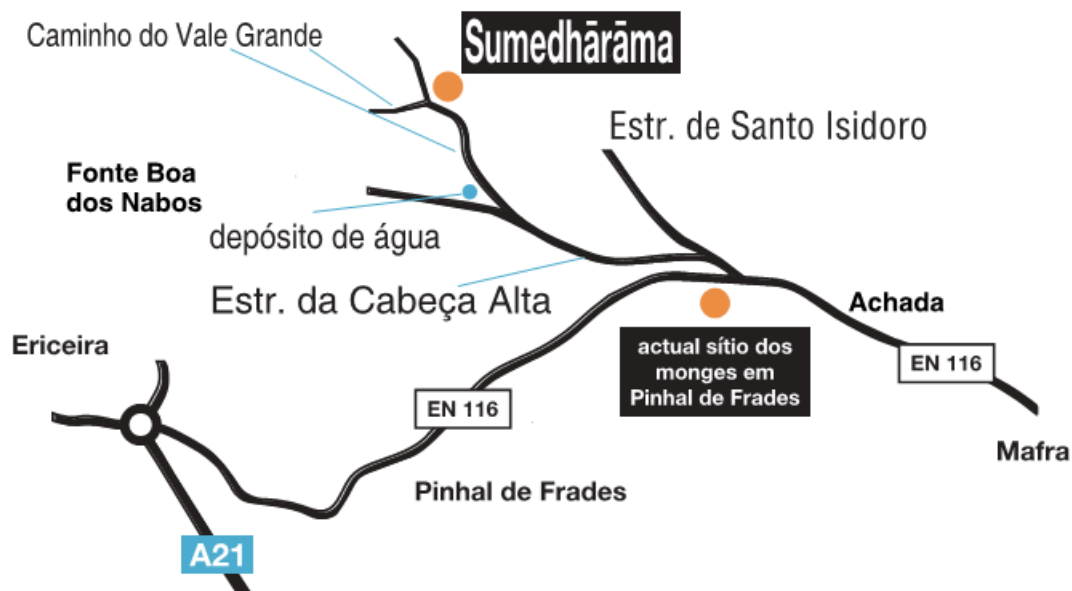 Caminho do Vale Grande
Sumedhārāma
Estr. de Santo Isidoro
Fonte Boa
dos Nabos
depósito de água
Estr. da Cabeça Alta
Achada
Ericeira
actual sítio dos
monges em
Pinhal de Frades
EN 116
EN 116
Mafra
Pinhal de Frades
A21